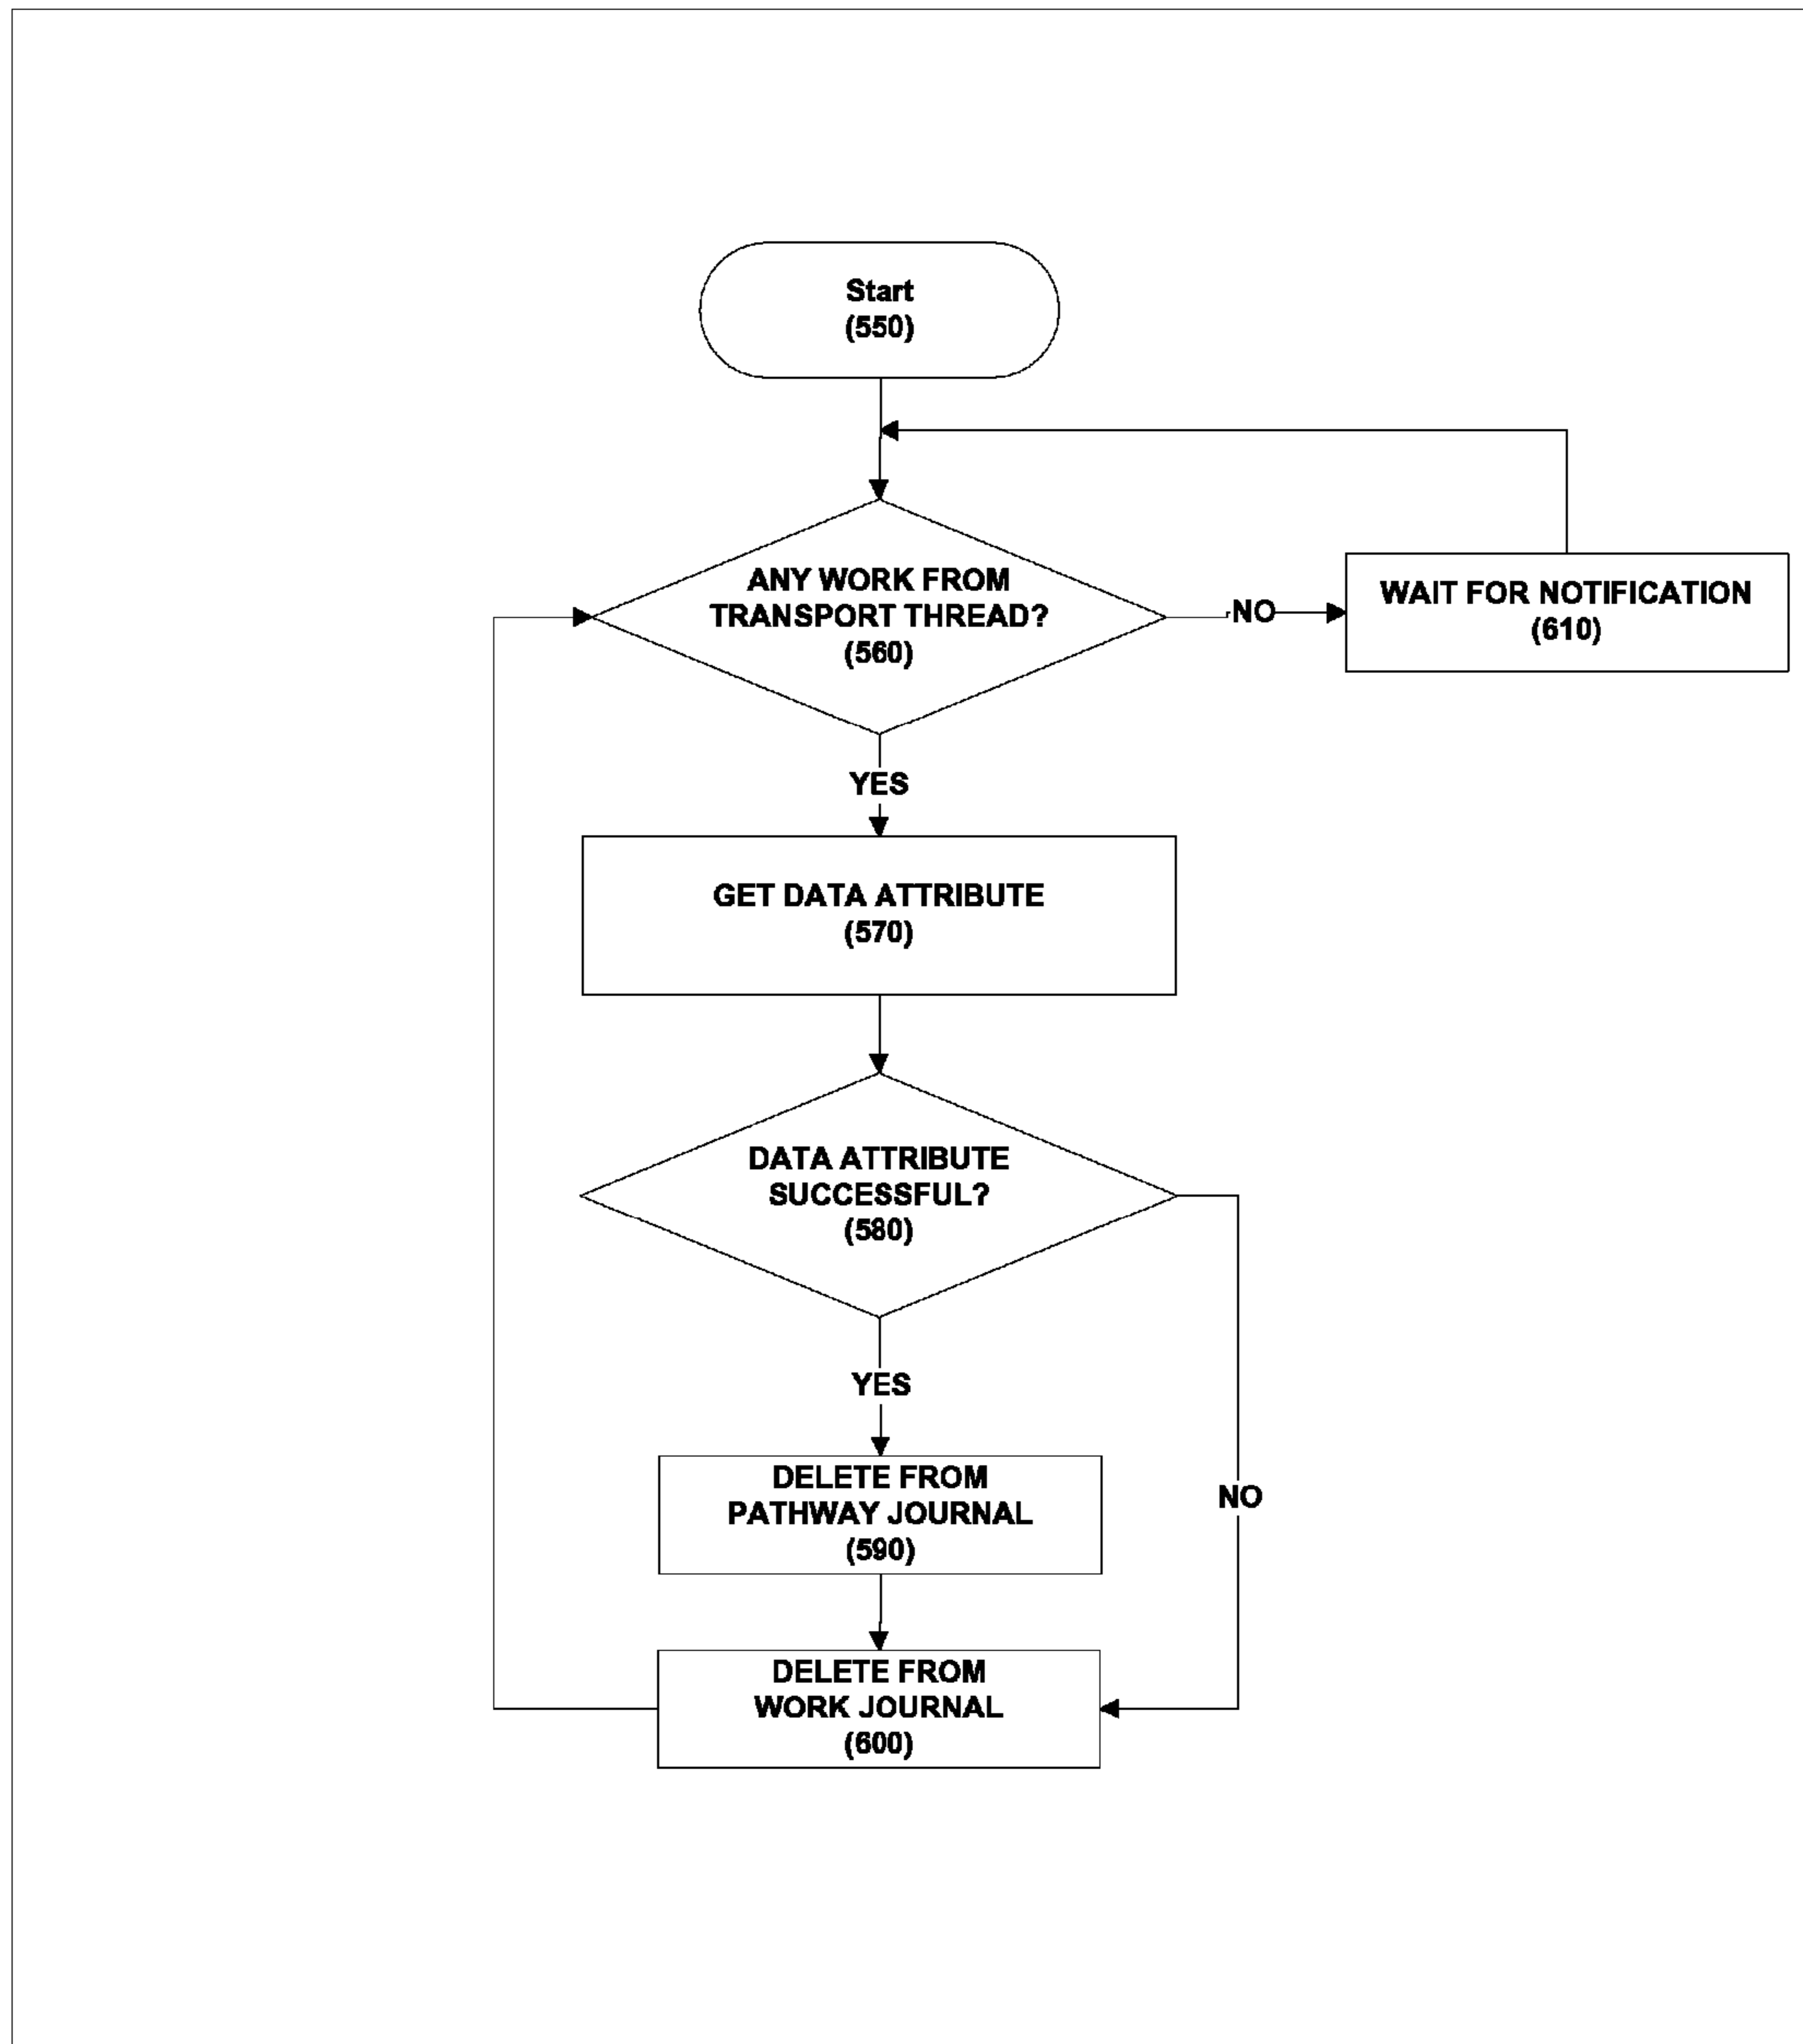 Start
(550)
ANY WORK FROM
TRANSPORT THREAD?
(560)
NO
WAIT FOR NOTIFICATION
(610)
YES
GET DATA ATTRIBUTE
(570)
DATA ATTRIBUTE
SUCCESSFUL?
(580)
YES
DELETE FROM
PATHWAY JOURNAL
(590)
NO
DELETE FROM
WORK JOURNAL
(600)